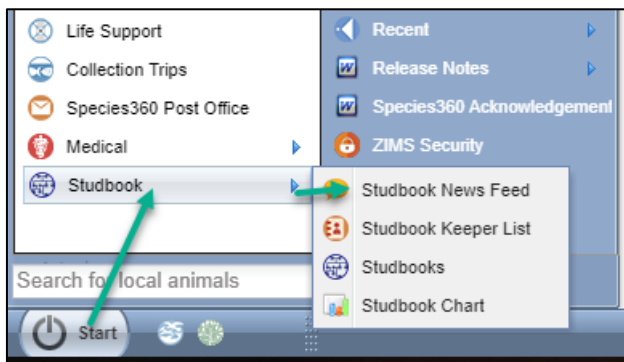 Life Support
Collection Trips
Species360 Post Office
Medical
Studbook
Search for local animals
Start
Recent
Release Notes
Species360 Acknowledgement
ZIMS Security
Studbook News Feed
Studbook Keeper List
Studbooks
Studbook Chart